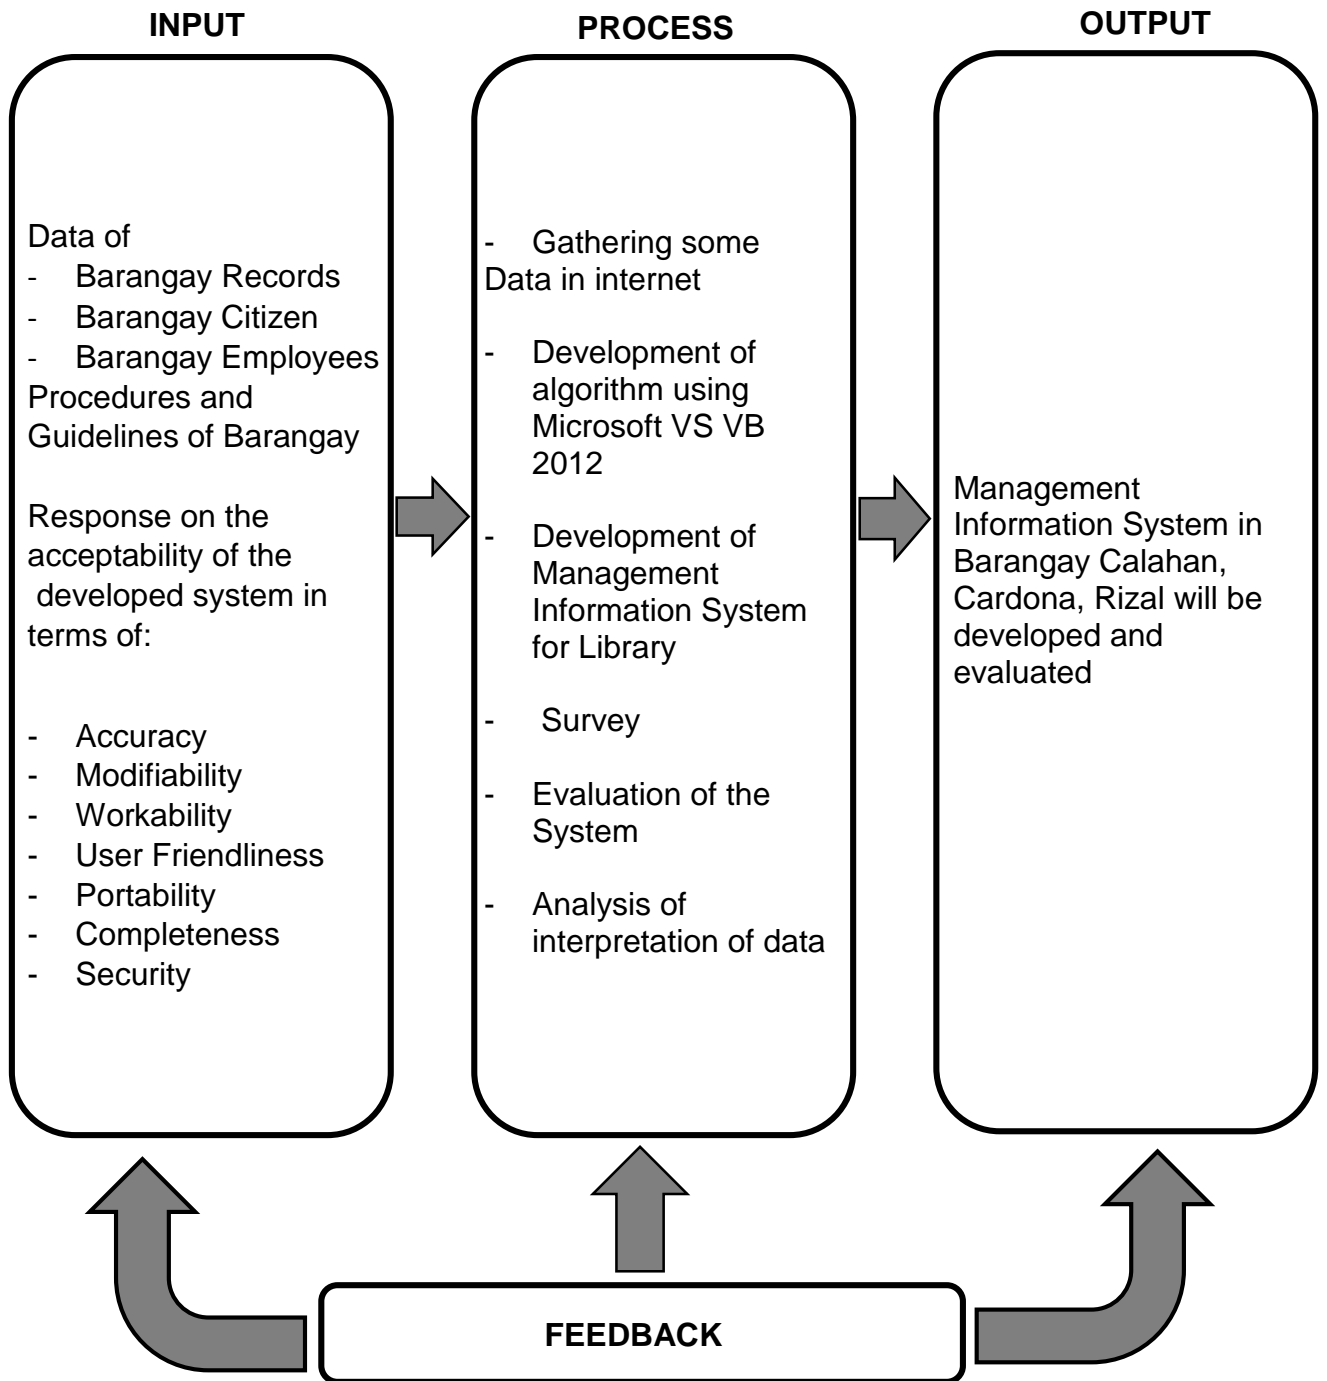 INPUT
Data of
- Barangay Records
- Barangay Citizen
- Barangay Employees
Procedures and
Guidelines of Barangay
Response on the
acceptability of the
developed system in
terms of:
- Accuracy
- Modifiability
- Workability
- User Friendliness
- Portability
- Completeness
- Security
PROCESS
- Gathering some
Data in internet
- Development of
algorithm using
Microsoft VS VB
2012
- Development of
Management
Information System
for Library
- Survey
- Evaluation of the
System
- Analysis of
interpretation of data
OUTPUT
Management
Information System in
Barangay Calahan,
Cardona, Rizal will be
developed and
evaluated
FEEDBACK